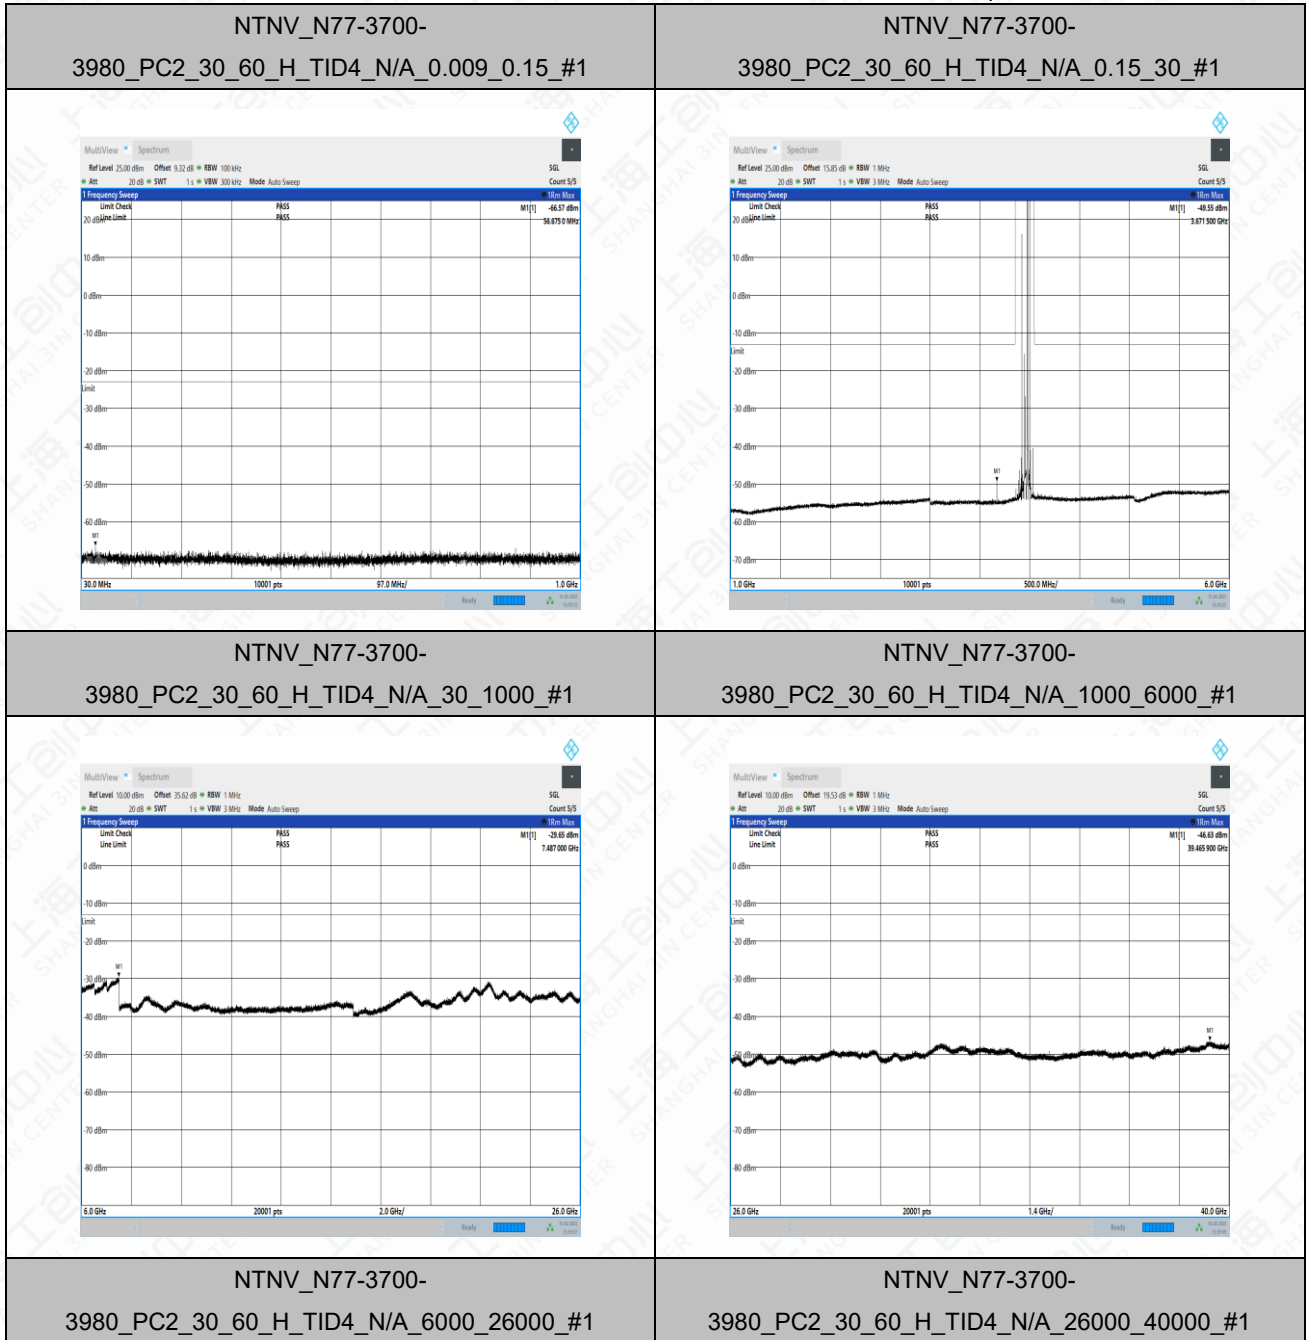 NTNV_N77-3700-
3980_PC2_30_60_H_TID4_N/A_0.009_0.15_#1
NTNV_N77-3700-
3980_PC2_30_60_H_TID4_N/A_0.15_30_#1
MultiView
Spectrum
Ref Level 25.00 dBm Offset 9.32 dB RBW 100 kHz
SGL
Att 20 dB SWT 1 s VBW 300 kHz Mode Auto Sweep
Count 5/5
1 Frequency Sweep
1Rm Max
Limit Check
PASS
M1[1] -66.57 dBm
Line Limit
PASS
56.675 0 MHz
20 dBm
10 dBm
0 dBm
-10 dBm
-20 dBm
Limit
-30 dBm
-40 dBm
-50 dBm
-60 dBm
M1
30.0 MHz
10001 pts
97.0 MHz/
1.0 GHz
Ready
MultiView
Spectrum
Ref Level 25.00 dBm Offset 15.85 dB RBW 1 MHz
SGL
Att 20 dB SWT 1 s VBW 3 MHz Mode Auto Sweep
Count 5/5
1 Frequency Sweep
1Rm Max
Limit Check
PASS
M1[1] -49.55 dBm
Line Limit
PASS
3.671 500 GHz
20 dBm
10 dBm
0 dBm
-10 dBm
Limit
-20 dBm
-30 dBm
-40 dBm
M1
-50 dBm
-60 dBm
-70 dBm
1.0 GHz
10001 pts
500.0 MHz/
6.0 GHz
Ready
NTNV_N77-3700-
3980_PC2_30_60_H_TID4_N/A_30_1000_#1
NTNV_N77-3700-
3980_PC2_30_60_H_TID4_N/A_1000_6000_#1
MultiView
Spectrum
Ref Level 10.00 dBm Offset 35.62 dB RBW 1 MHz
SGL
Att 20 dB SWT 1 s VBW 3 MHz Mode Auto Sweep
Count 5/5
1 Frequency Sweep
1Rm Max
Limit Check
PASS
M1[1] -29.65 dBm
Line Limit
PASS
7.487 000 GHz
0 dBm
-10 dBm
Limit
-20 dBm
M1
-30 dBm
-40 dBm
-50 dBm
-60 dBm
-70 dBm
-80 dBm
6.0 GHz
20001 pts
2.0 GHz/
26.0 GHz
Ready
MultiView
Spectrum
Ref Level 10.00 dBm Offset 19.53 dB RBW 1 MHz
SGL
Att 20 dB SWT 1 s VBW 3 MHz Mode Auto Sweep
Count 5/5
1 Frequency Sweep
1Rm Max
Limit Check
PASS
M1[1] -46.63 dBm
Line Limit
PASS
39.465 900 GHz
0 dBm
-10 dBm
Limit
-20 dBm
-30 dBm
-40 dBm
M1
-50 dBm
-60 dBm
-70 dBm
-80 dBm
26.0 GHz
20001 pts
1.4 GHz/
40.0 GHz
Ready
NTNV_N77-3700-
3980_PC2_30_60_H_TID4_N/A_6000_26000_#1
NTNV_N77-3700-
3980_PC2_30_60_H_TID4_N/A_26000_40000_#1